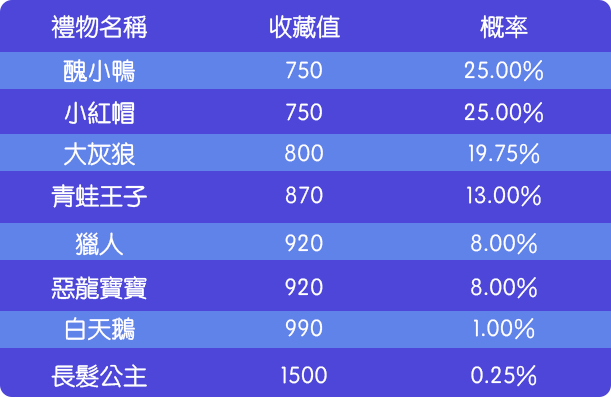 禮物名稱 收藏值 概率
醜小鴨 750 25.00%
小紅帽 750 25.00%
大灰狼 800 19.75%
青蛙王子 870 13.00%
獵人 920 8.00%
惡龍寶寶 920 8.00%
白天鵝 990 1.00%
長髮公主 1500 0.25%